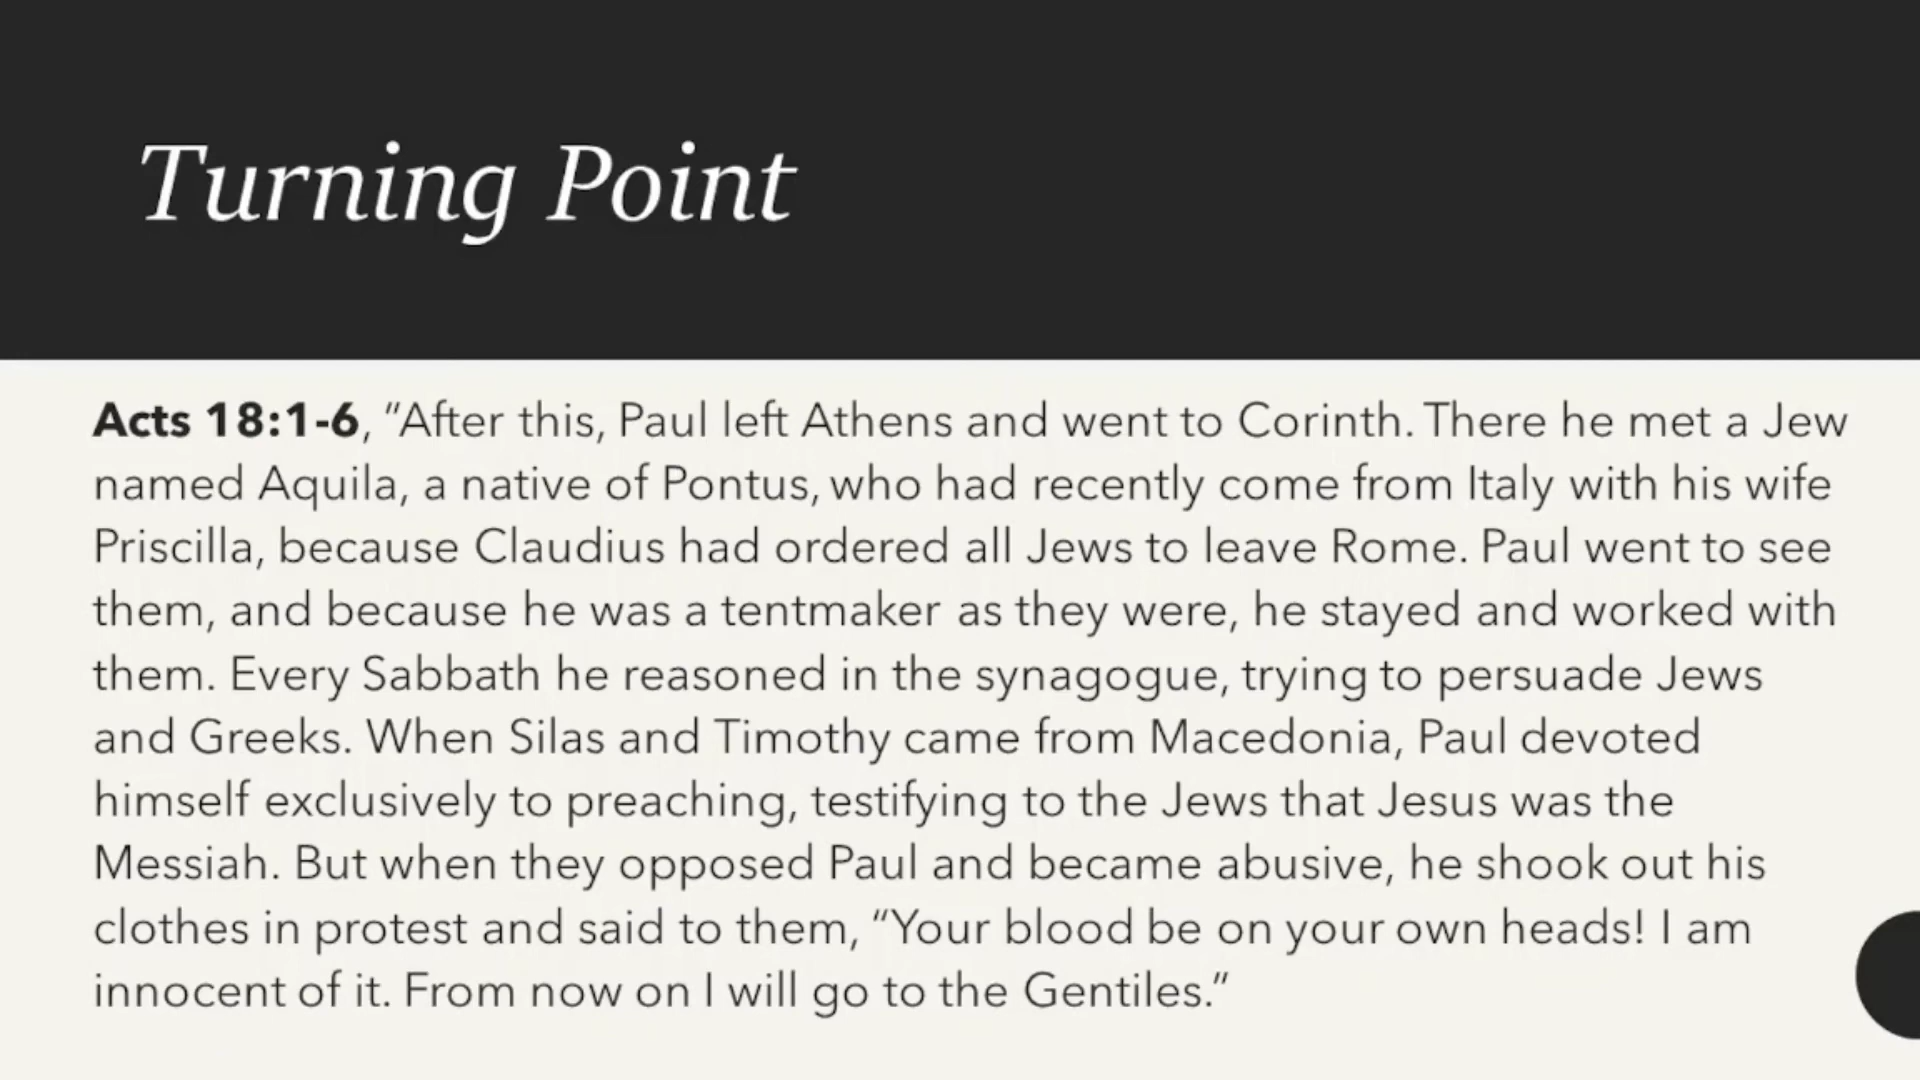 Turning Point
Acts 18:1-6, “After this, Paul left Athens and went to Corinth. There he met a Jew
named Aquila, a native of Pontus, who had recently come from Italy with his wife
Priscilla, because Claudius had ordered all Jews to leave Rome. Paul went to see
them, and because he was a tentmaker as they were, he stayed and worked with
them. Every Sabbath he reasoned in the synagogue, trying to persuade Jews
and Greeks. When Silas and Timothy came from Macedonia, Paul devoted
himself exclusively to preaching, testifying to the Jews that Jesus was the
Messiah. But when they opposed Paul and became abusive, he shook out his
clothes in protest and said to them, “Your blood be on your own heads! I am
innocent of it. From now on I will go to the Gentiles.”